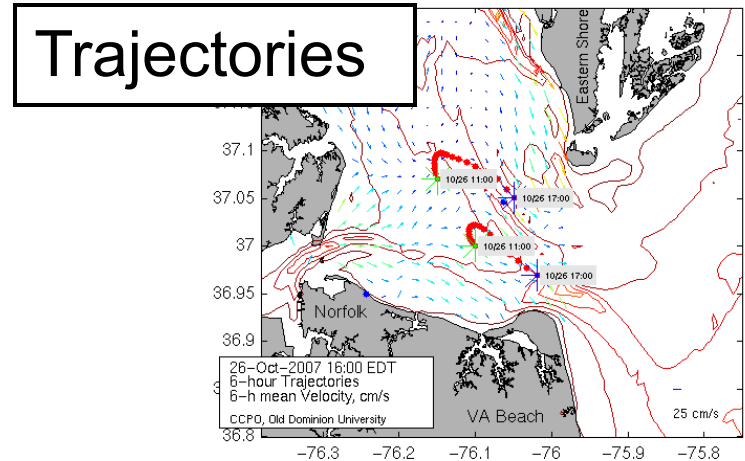 Trajectories
Eastern Shore
37.1
10/26 11:00
37.05
10/26 17:00
37
10/26 11:00
10/26 17:00
36.95
Norfolk
36.9
26-Oct-2007 16:00 EDT
6-hour Trajectories
6-h mean Velocity, cm/s
CCPO, Old Dominion University
VA Beach
25 cm/s
36.8
-76.3
-76.2
-76.1
-76
-75.9
-75.8